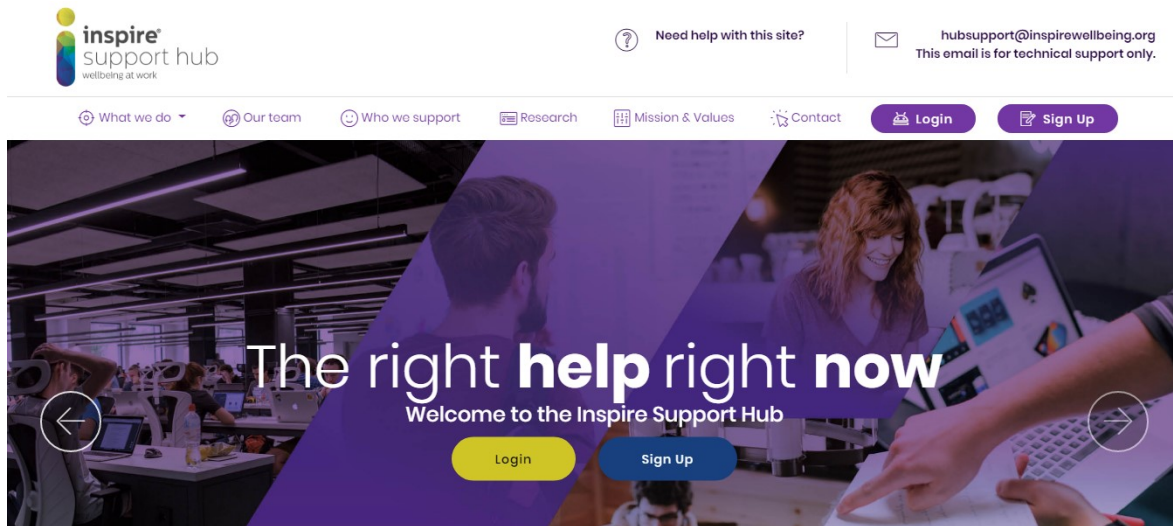 inspire
support hub
wellbeing at work
Need help with this site?
hubsupport@inspirewellbeing.org
This email is for technical support only.
What we do
Our team
Who we support
Research
Mission & Values
Contact
Login
Sign Up
The right help right now
Welcome to the Inspire Support Hub
Login
Sign Up